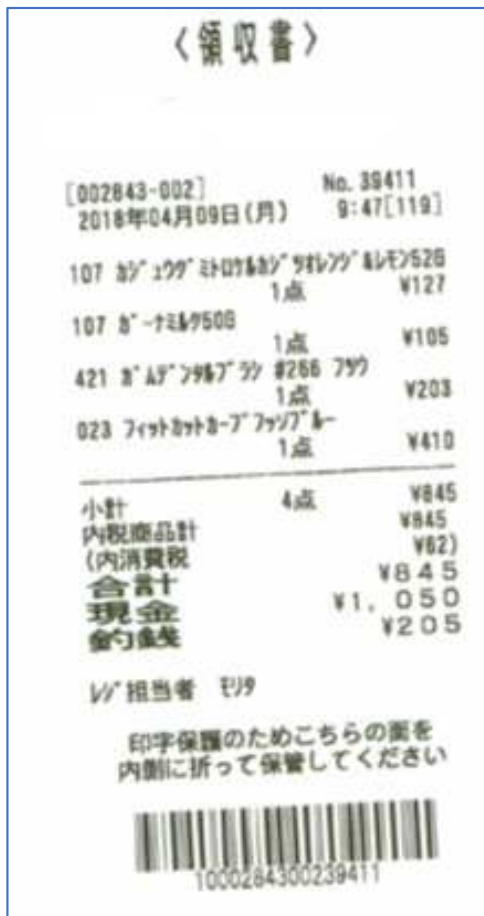 〈領収書〉
[002843-002] No. 39411
2018年04月09日(月) 9:47[119]
107 カジュウグミトロケルカジツオレンジ&レモン52G
1点 ¥127
107 ガーナミルク50G
1点 ¥105
421 ガムデンタルブラシ #266 フツウ
1点 ¥203
023 フィットカットカーブフッソブルー
1点 ¥410
小計 4点 ¥845
内税商品計 ¥845
(内消費税 ¥62)
合計 ¥845
現金 ¥1,050
釣銭 ¥205
レジ担当者 モリタ
印字保護のためこちらの面を
内側に折って保管してください
1000284300239411